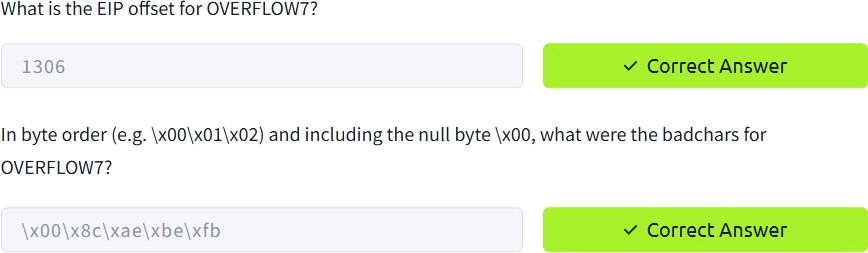 What is the EIP offset for OVERFLOW7?
1306
✓ Correct Answer
In byte order (e.g. \x00\x01\x02) and including the null byte \x00, what were the badchars for
OVERFLOW7?
\x00\x8c\xae\xbe\xfb
✓ Correct Answer